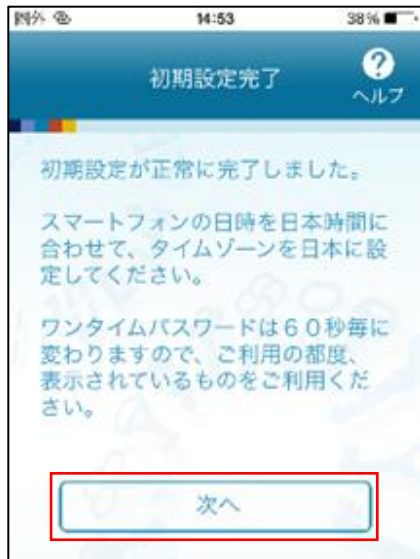 圏外
14:53
38%
初期設定完了
ヘルプ
初期設定が正常に完了しました。
スマートフォンの日時を日本時間に
合わせて、タイムゾーンを日本に設
定してください。
ワンタイムパスワードは６０秒毎に
変わりますので、ご利用の都度、
表示されているものをご利用くだ
さい。
次へ